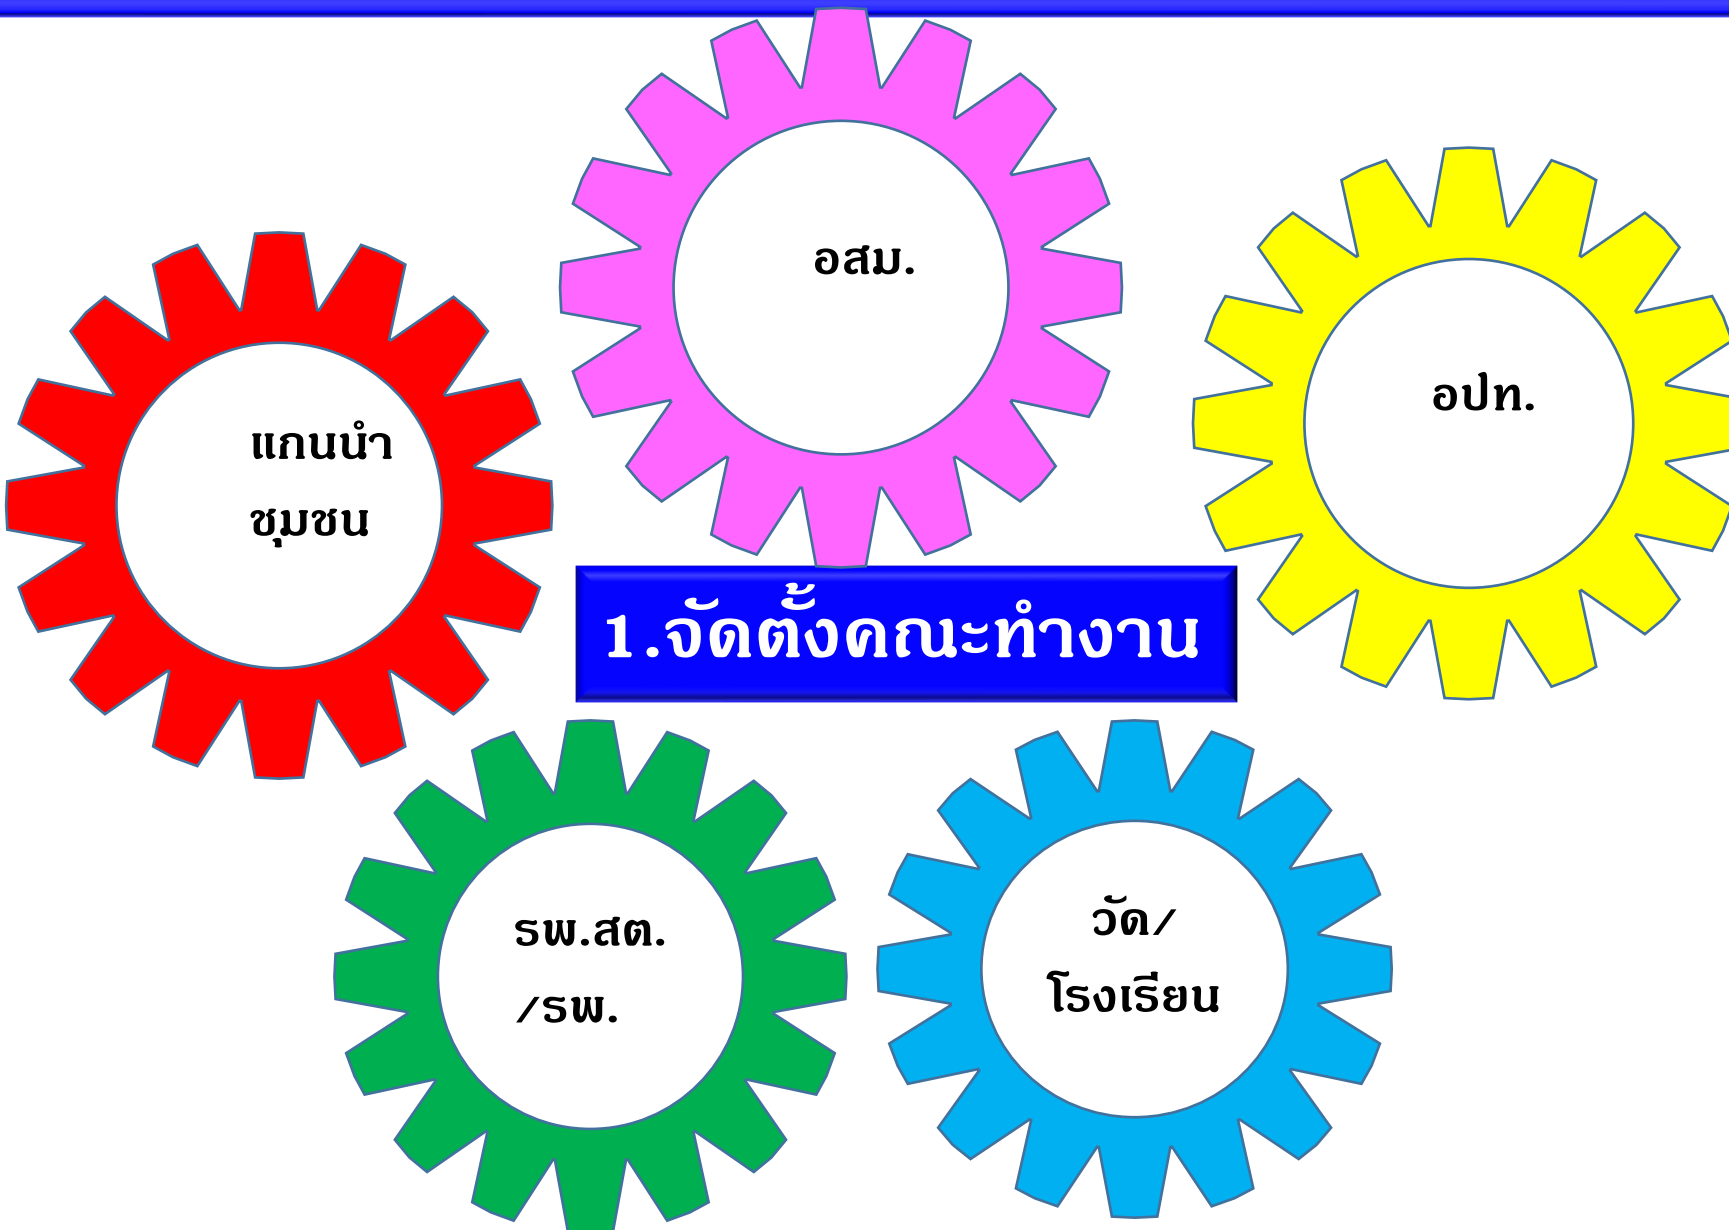 อสม.
อปท.
แกนนำ
ชุมชน
1.จัดตั้งคณะทำงาน
รพ.สต.
/รพ.
วัด/
โรงเรียน